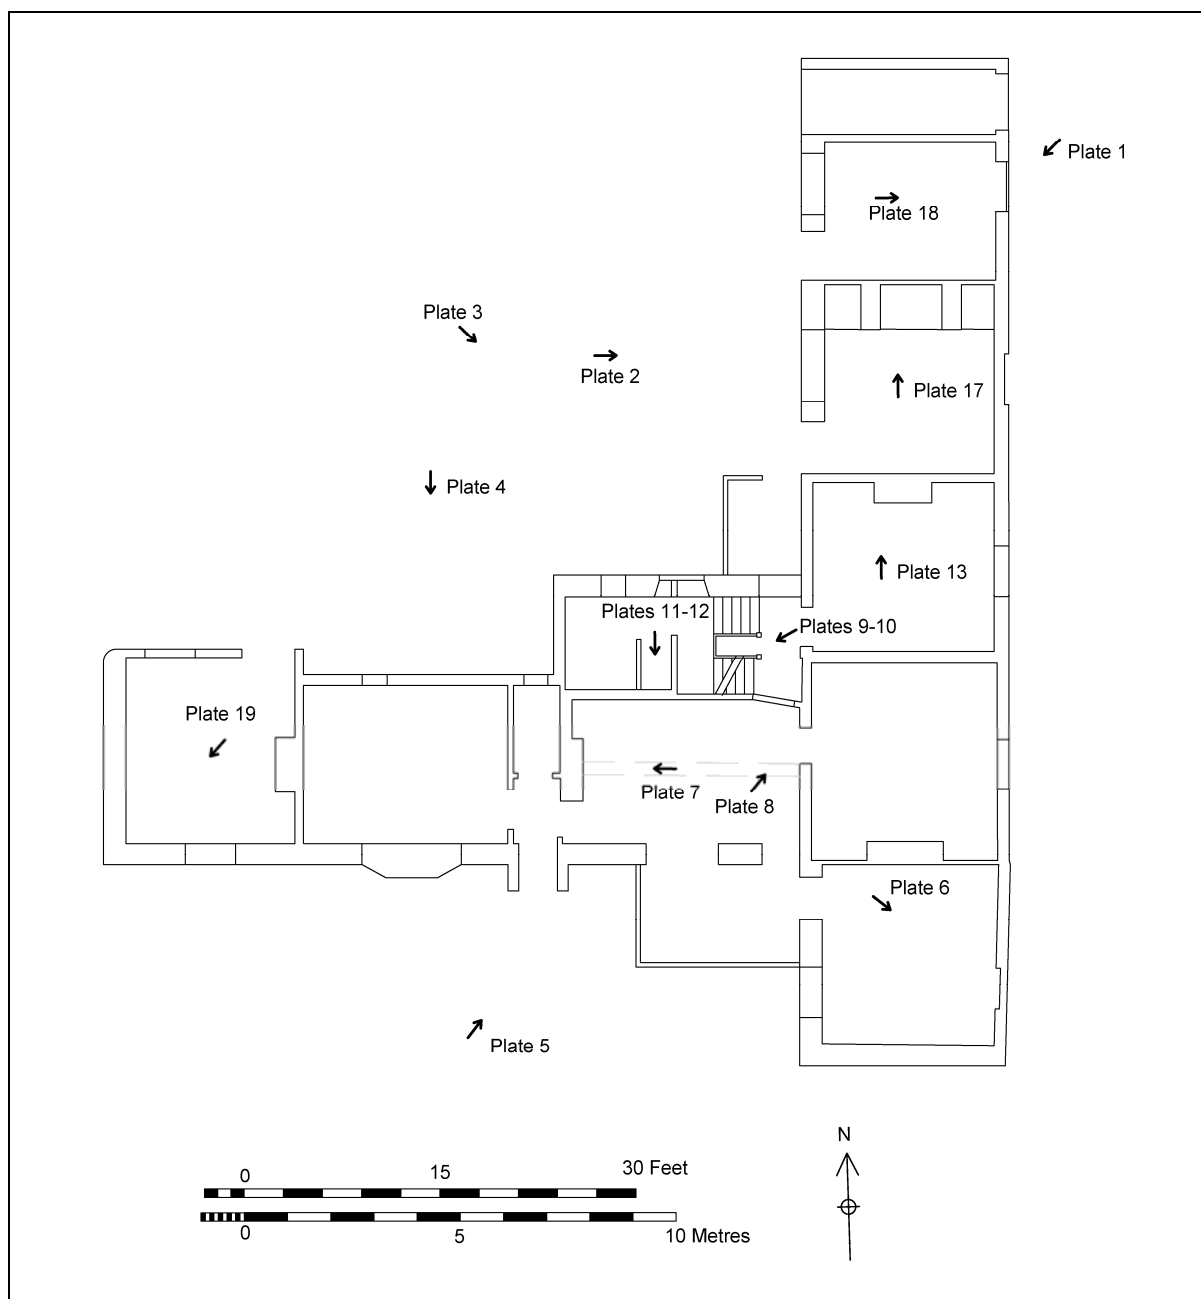 Plate 1
Plate 18
Plate 3
Plate 2
Plate 17
Plate 4
Plate 13
Plates 11-12
Plates 9-10
Plate 19
Plate 7
Plate 8
Plate 6
Plate 5
N
0 15 30 Feet
0 5 10 Metres